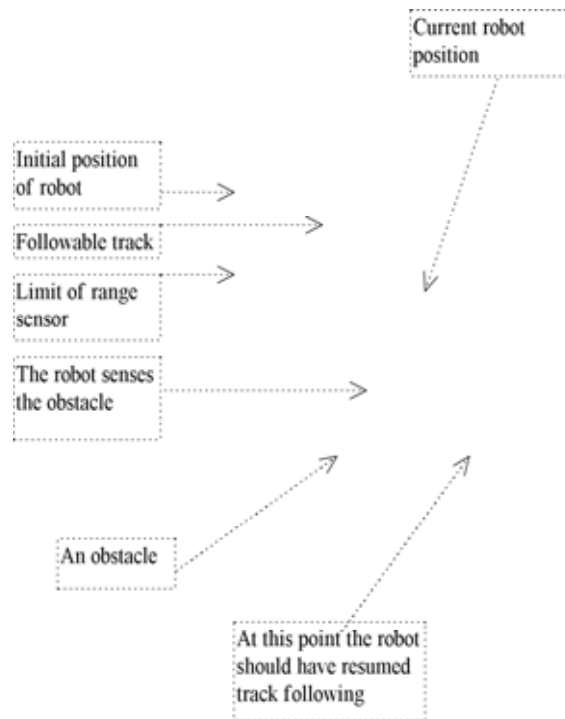 Current robot
position
Initial position
of robot
Followable track
Limit of range
sensor
The robot senses
the obstacle
An obstacle
At this point the robot
should have resumed
track following